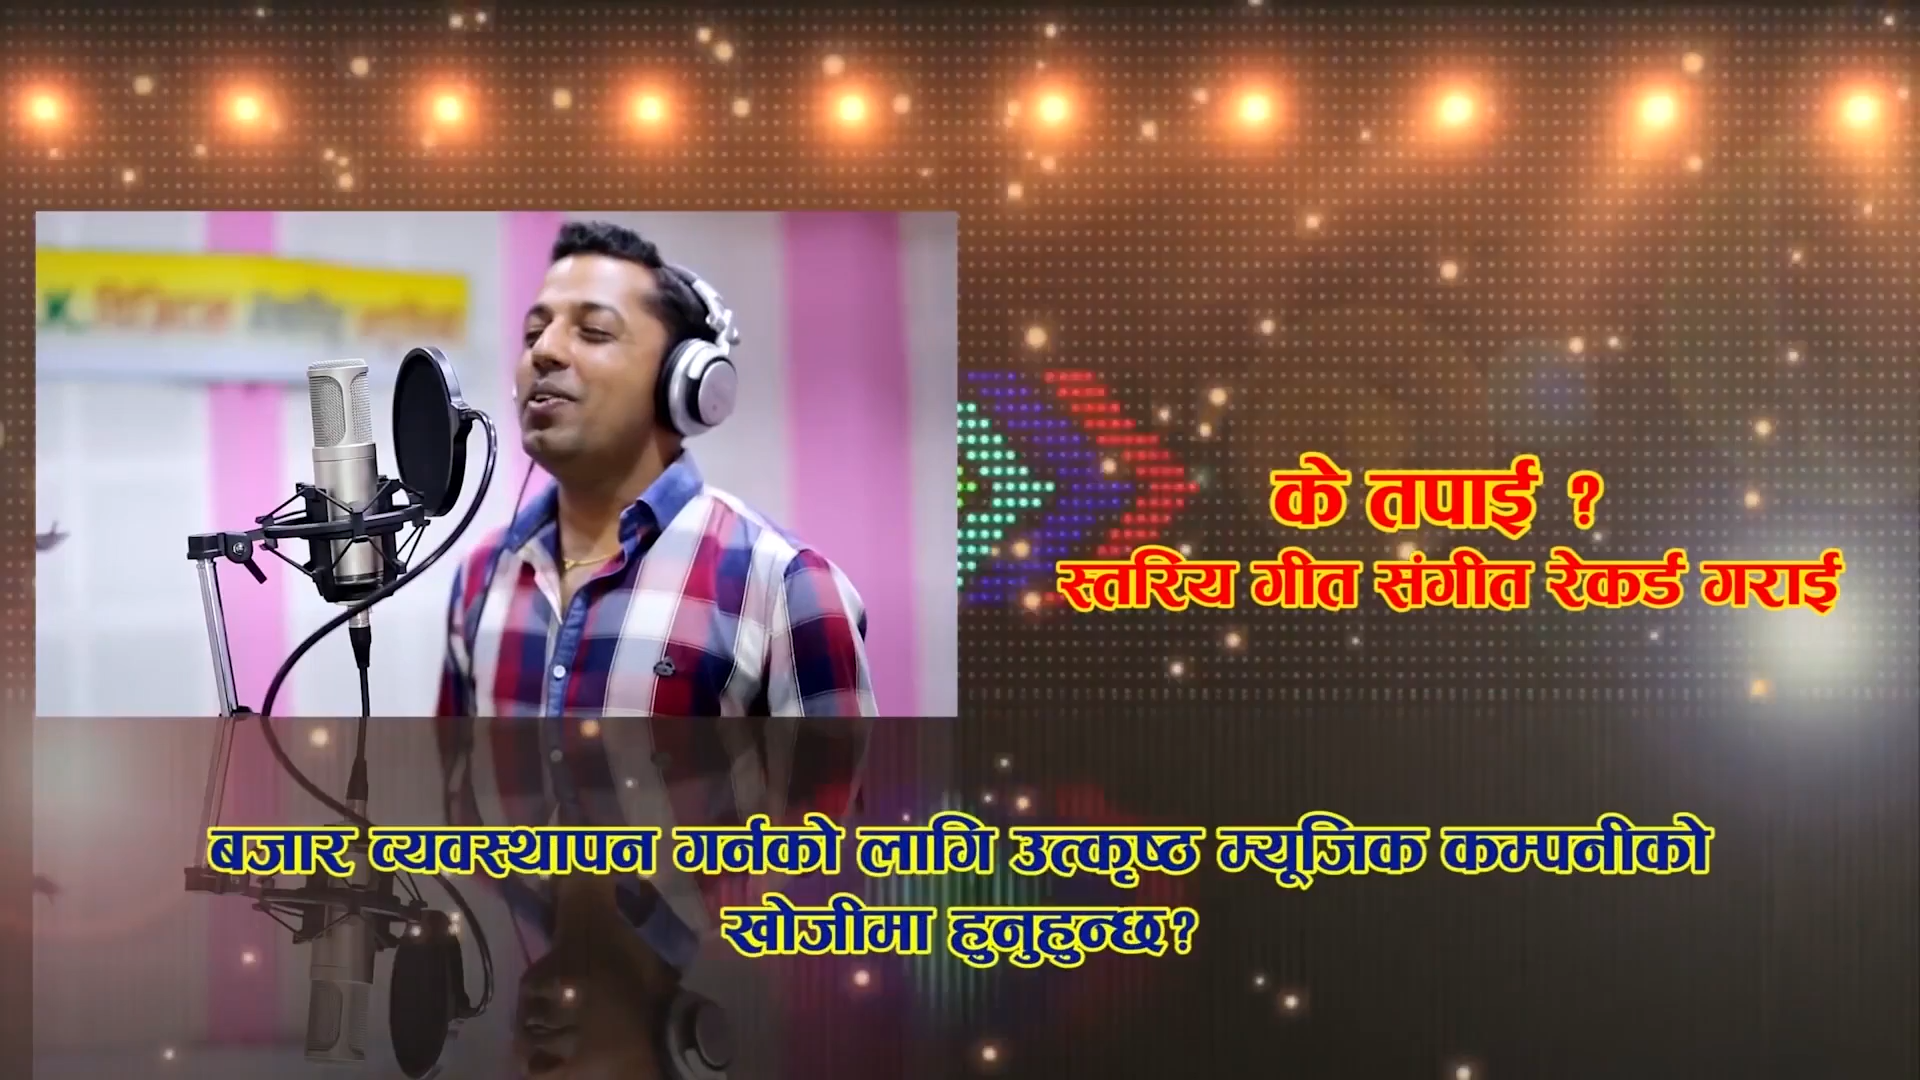 के तपाई ?
स्तरिय गीत संगीत रेकर्ड गराई
बजार व्यवस्थापन गर्नको लागि उत्कृष्ठ म्यूजिक कम्पनीको
खोजीमा हुनुहुन्छ?